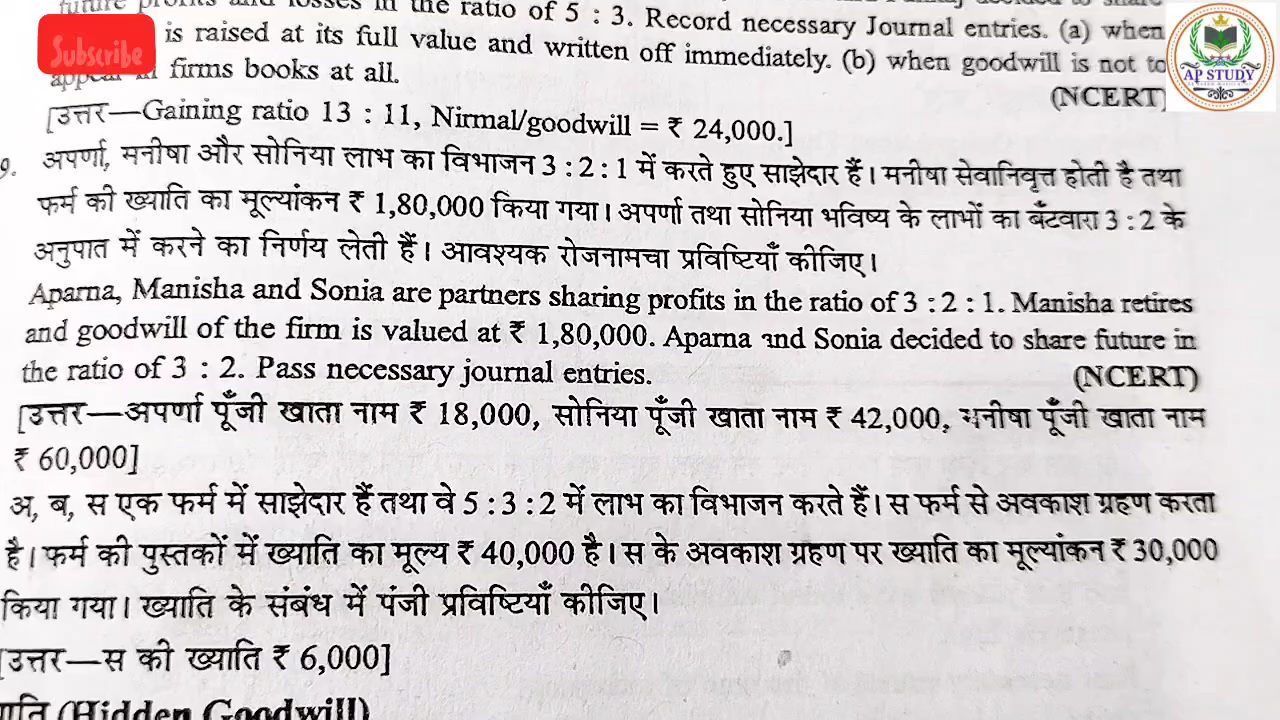 future profits and losses in the ratio of 5 : 3. Record necessary Journal entries. (a) when
Subscribe is raised at its full value and written off immediately. (b) when goodwill is not to
appear in firms books at all. (NCERT)
AP STUDY
[उत्तर—Gaining ratio 13 : 11, Nirmal/goodwill = ₹ 24,000.]
9. अपर्णा, मनीषा और सोनिया लाभ का विभाजन 3 : 2 : 1 में करते हुए साझेदार हैं। मनीषा सेवानिवृत्त होती है तथा
फर्म की ख्याति का मूल्यांकन ₹ 1,80,000 किया गया। अपर्णा तथा सोनिया भविष्य के लाभों का बँटवारा 3 : 2 के
अनुपात में करने का निर्णय लेती हैं। आवश्यक रोजनामचा प्रविष्टियाँ कीजिए।
Aparna, Manisha and Sonia are partners sharing profits in the ratio of 3 : 2 : 1. Manisha retires
and goodwill of the firm is valued at ₹ 1,80,000. Aparna and Sonia decided to share future in
the ratio of 3 : 2. Pass necessary journal entries. (NCERT)
[उत्तर—अपर्णा पूँजी खाता नाम ₹ 18,000, सोनिया पूँजी खाता नाम ₹ 42,000, मनीषा पूँजी खाता नाम
₹ 60,000]
अ, ब, स एक फर्म में साझेदार हैं तथा वे 5 : 3 : 2 में लाभ का विभाजन करते हैं। स फर्म से अवकाश ग्रहण करता
है। फर्म की पुस्तकों में ख्याति का मूल्य ₹ 40,000 है। स के अवकाश ग्रहण पर ख्याति का मूल्यांकन ₹ 30,000
किया गया। ख्याति के संबंध में पंजी प्रविष्टियाँ कीजिए।
[उत्तर—स की ख्याति ₹ 6,000]
(Hidden Goodwill)